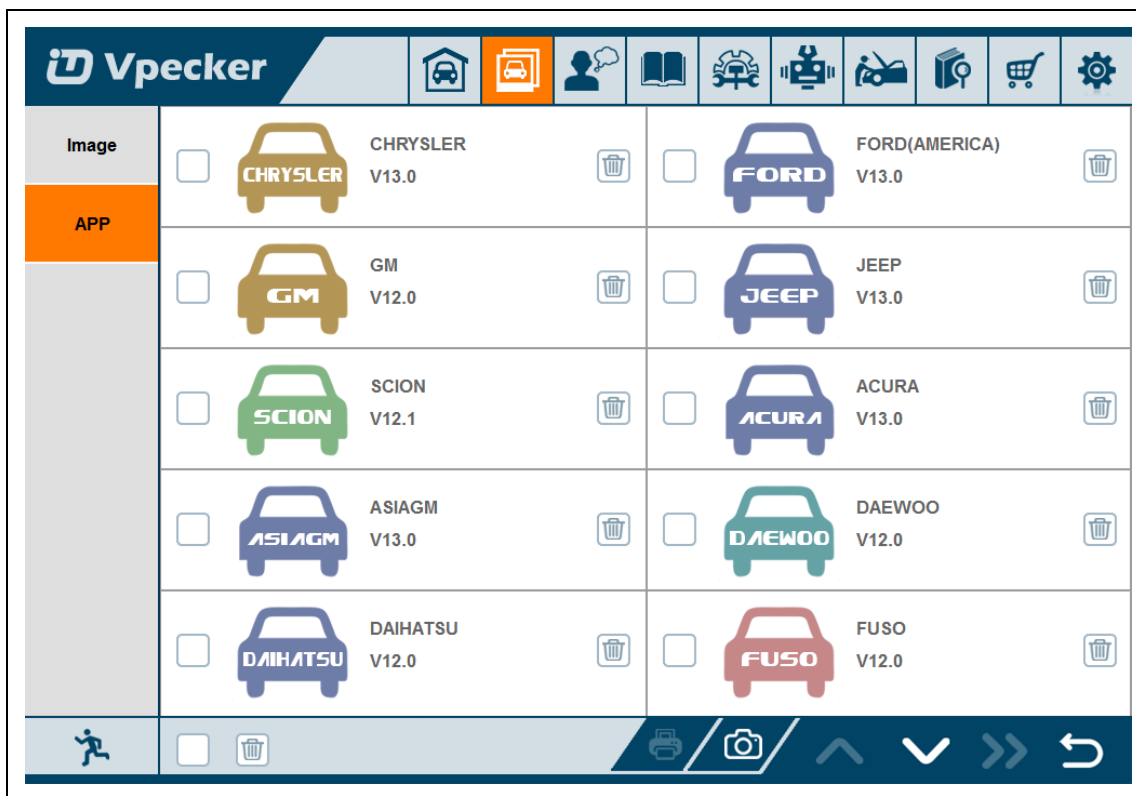 Vpecker
Image
APP
CHRYSLER
CHRYSLER
V13.0
FORD
FORD(AMERICA)
V13.0
GM
GM
V12.0
JEEP
JEEP
V13.0
SCION
SCION
V12.1
ACURA
ACURA
V13.0
ASIAGM
ASIAGM
V13.0
DAEWOO
DAEWOO
V12.0
DAIHATSU
DAIHATSU
V12.0
FUSO
FUSO
V12.0